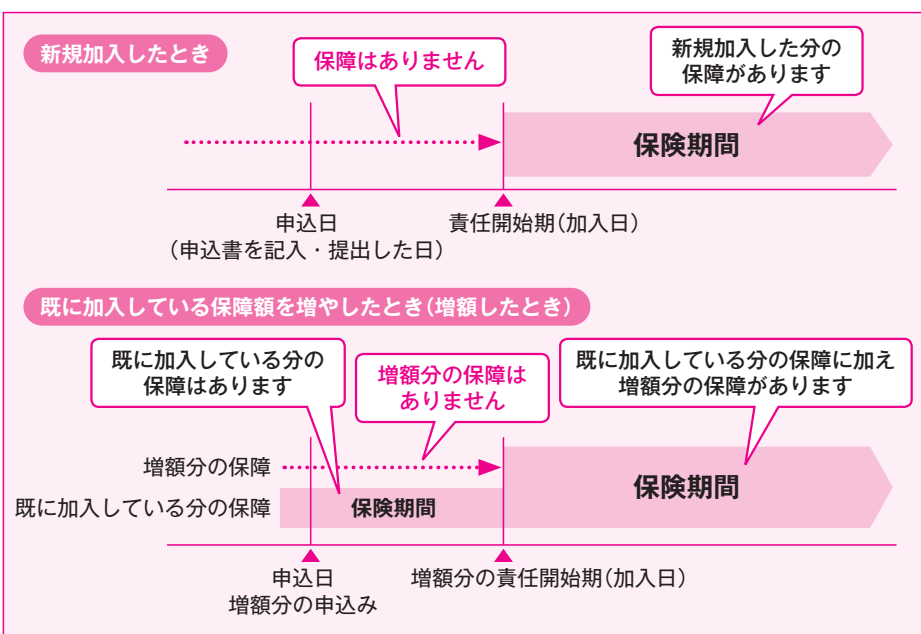 新規加入したとき
保障はありません
新規加入した分の
保障があります
保険期間
申込日
(申込書を記入・提出した日)
責任開始期(加入日)
既に加入している保障額を増やしたとき(増額したとき)
既に加入している分の
保障はあります
増額分の保障は
ありません
既に加入している分の保障に加え
増額分の保障があります
増額分の保障
既に加入している分の保障
保険期間
保険期間
申込日
増額分の申込み
増額分の責任開始期(加入日)